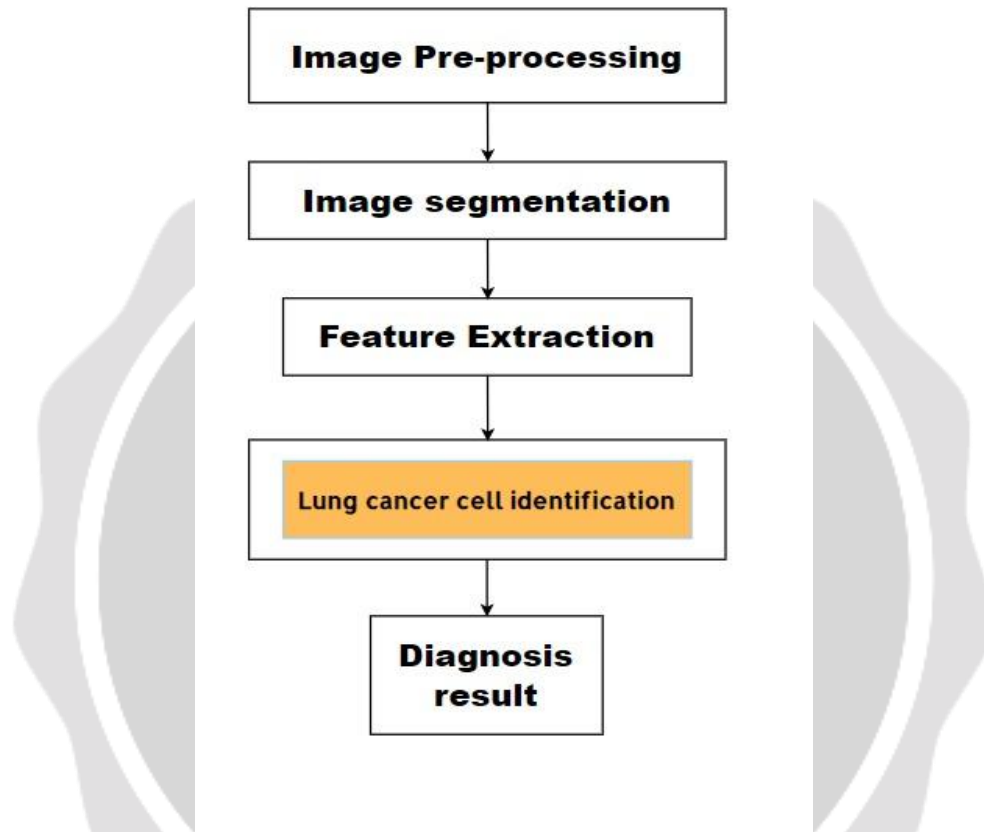 Image Pre-processing
Image segmentation
Feature Extraction
Lung cancer cell identification
Diagnosis
result